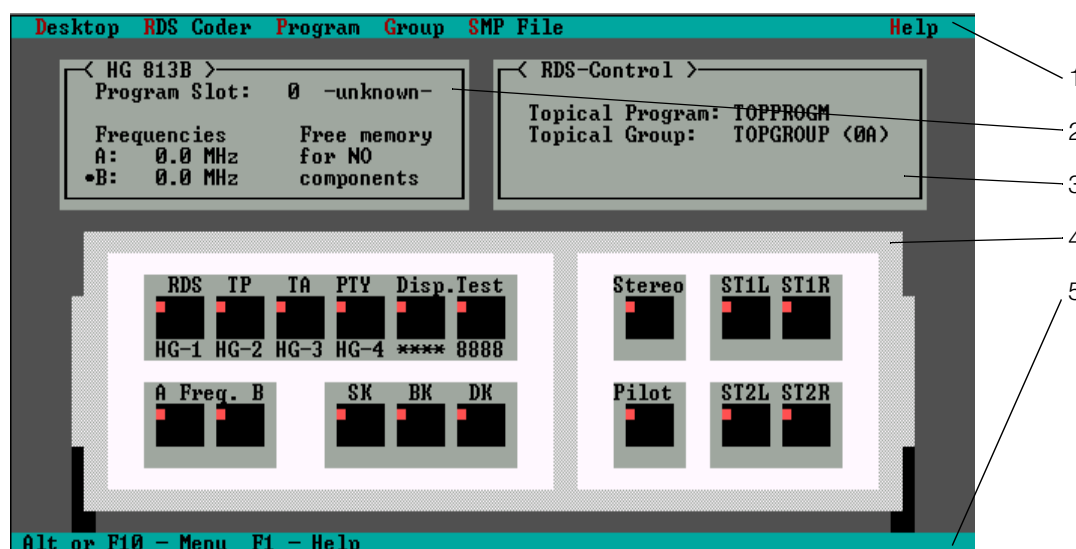 Desktop RDS Coder Program Group SMP File Help
1
< HG 813B >
Program Slot: 0 -unknown-
Frequencies Free memory
A: 0.0 MHz for NO
•B: 0.0 MHz components
< RDS-Control >
Topical Program: TOPPROGM
Topical Group: TOPGROUP (0A)
2
3
4
5
RDS TP TA PTY Disp.Test
HG-1 HG-2 HG-3 HG-4 **** 8888
A Freq. B SK BK DK
Stereo ST1L ST1R
Pilot ST2L ST2R
Alt or F10 - Menu F1 - Help